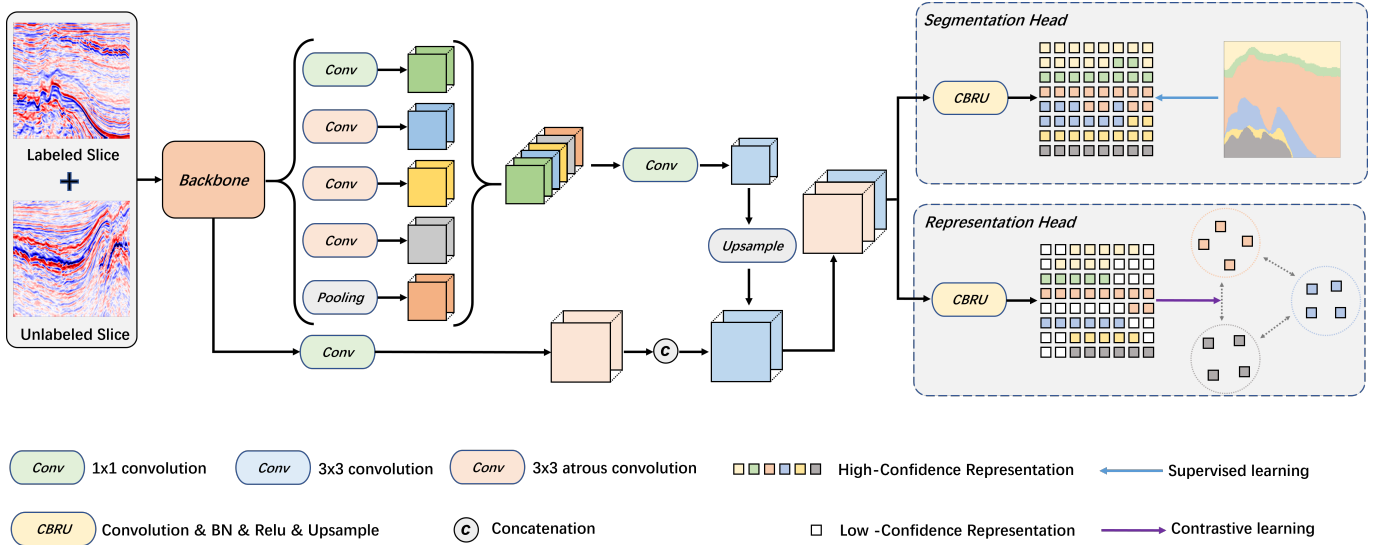 Labeled Slice
Unlabeled Slice
Backbone
Conv
Conv
Conv
Conv
Pooling
Conv
Conv
Upsample
C
Segmentation Head
CBRU
Representation Head
CBRU
Conv 1x1 convolution
Conv 3x3 convolution
Conv 3x3 atrous convolution
High-Confidence Representation
Supervised learning
CBRU Convolution & BN & Relu & Upsample
C Concatenation
Low -Confidence Representation
Contrastive learning